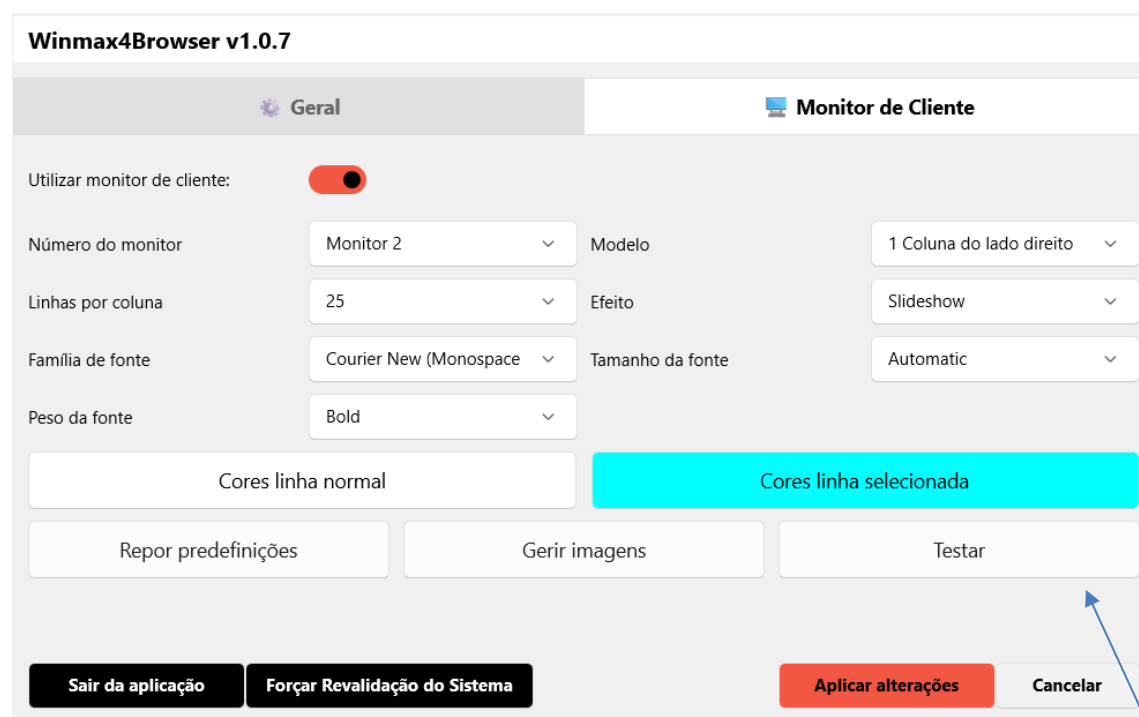 Winmax4Browser v1.0.7
Geral
Monitor de Cliente
Utilizar monitor de cliente:
Número do monitor
Monitor 2
Modelo
1 Coluna do lado direito
Linhas por coluna
25
Efeito
Slideshow
Família de fonte
Courier New (Monospace
Tamanho da fonte
Automatic
Peso da fonte
Bold
Cores linha normal
Cores linha selecionada
Repor predefinições
Gerir imagens
Testar
Sair da aplicação
Forçar Revalidação do Sistema
Aplicar alterações
Cancelar